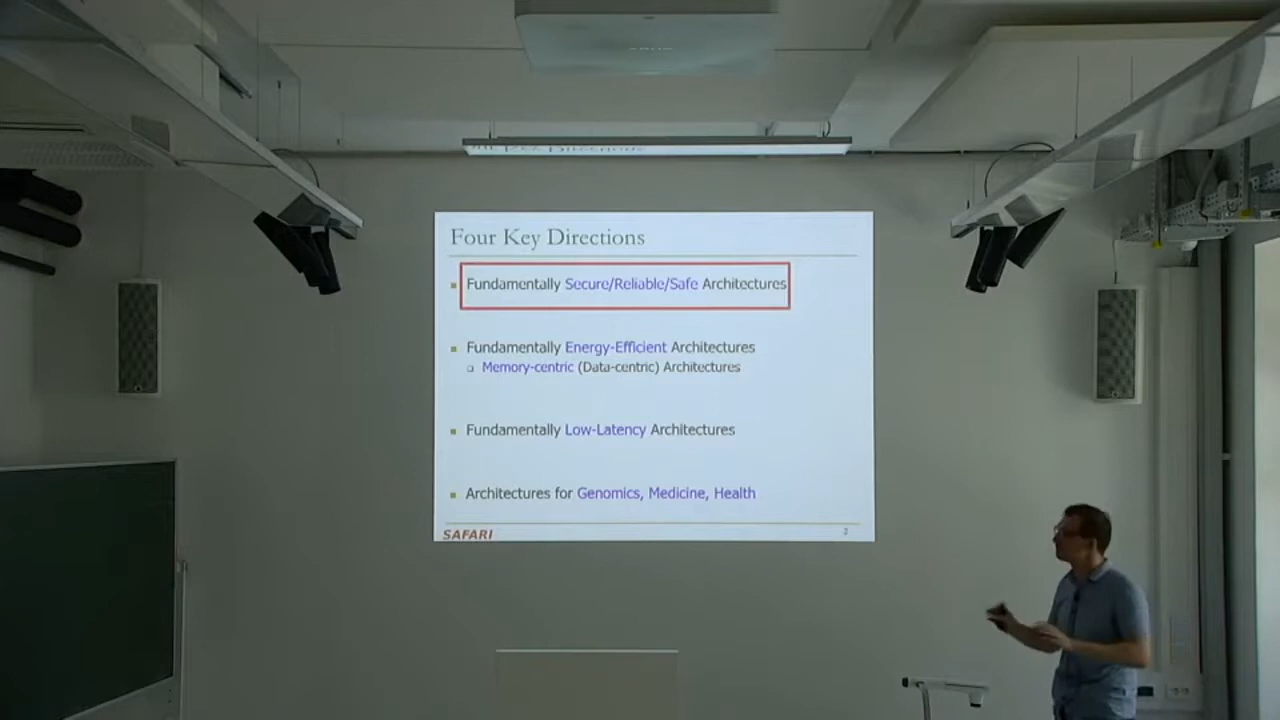 Four Key Directions
Fundamentally Secure/Reliable/Safe Architectures
Fundamentally Energy-Efficient Architectures
Memory-centric (Data-centric) Architectures
Fundamentally Low-Latency Architectures
Architectures for Genomics, Medicine, Health
SAFARI
2